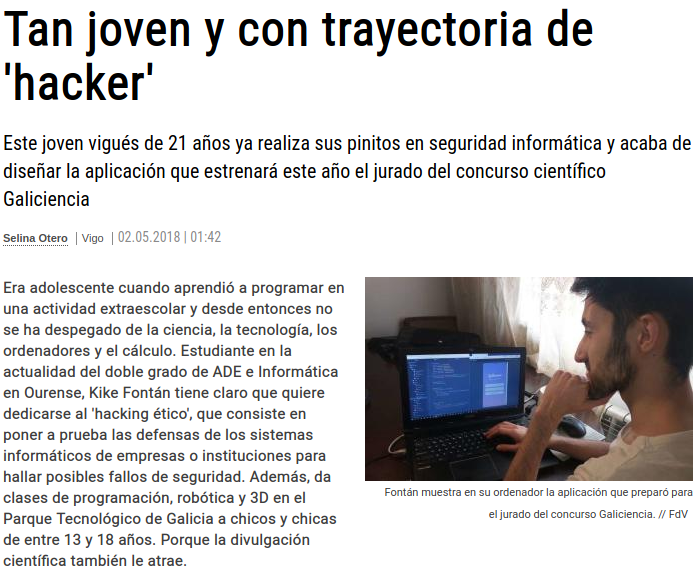 Tan joven y con trayectoria de
'hacker'
Este joven vigués de 21 años ya realiza sus pinitos en seguridad informática y acaba de
diseñar la aplicación que estrenará este año el jurado del concurso científico
Galiciencia
Selina Otero | Vigo | 02.05.2018 | 01:42
Era adolescente cuando aprendió a programar en
una actividad extraescolar y desde entonces no
se ha despegado de la ciencia, la tecnología, los
ordenadores y el cálculo. Estudiante en la
actualidad del doble grado de ADE e Informática
en Ourense, Kike Fontán tiene claro que quiere
dedicarse al 'hacking ético', que consiste en
poner a prueba las defensas de los sistemas
informáticos de empresas o instituciones para
hallar posibles fallos de seguridad. Además, da
clases de programación, robótica y 3D en el
Parque Tecnológico de Galicia a chicos y chicas
de entre 13 y 18 años. Porque la divulgación
científica también le atrae.
Fontán muestra en su ordenador la aplicación que preparó para
el jurado del concurso Galiciencia. // FdV